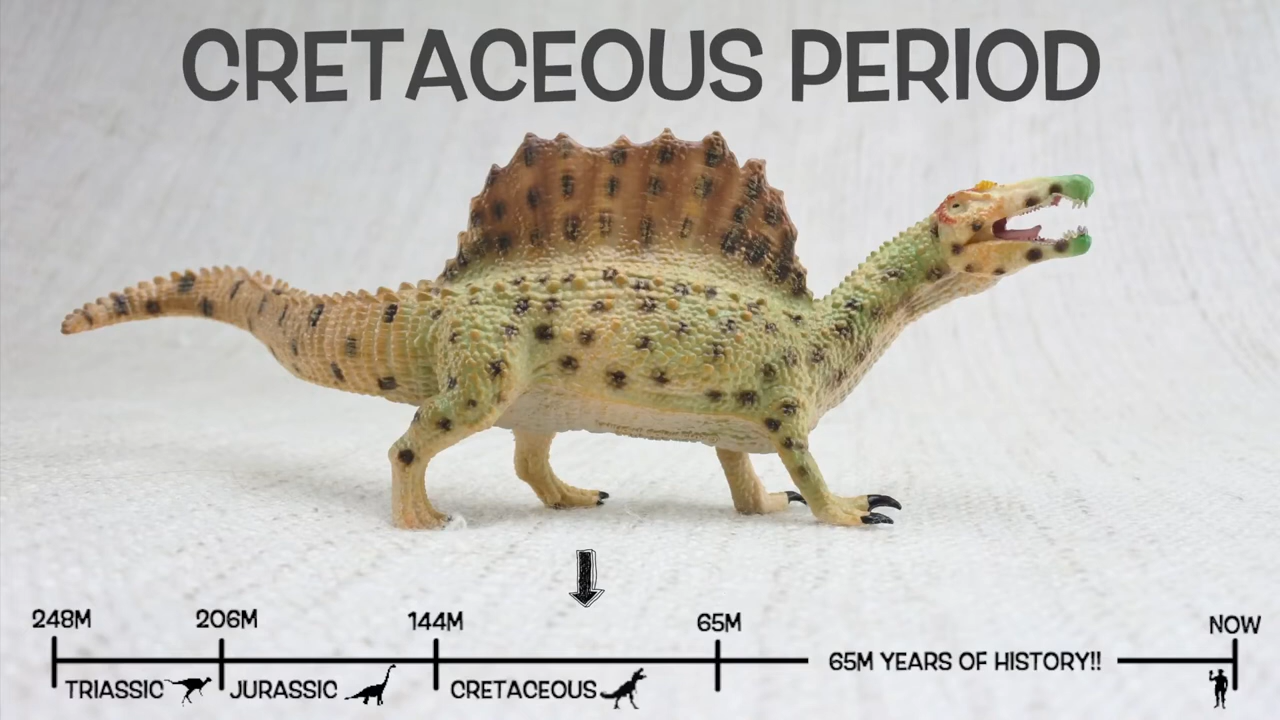 CRETACEOUS PERIOD
248M 206M 144M 65M NOW
65M YEARS OF HISTORY!!
TRIASSIC JURASSIC CRETACEOUS